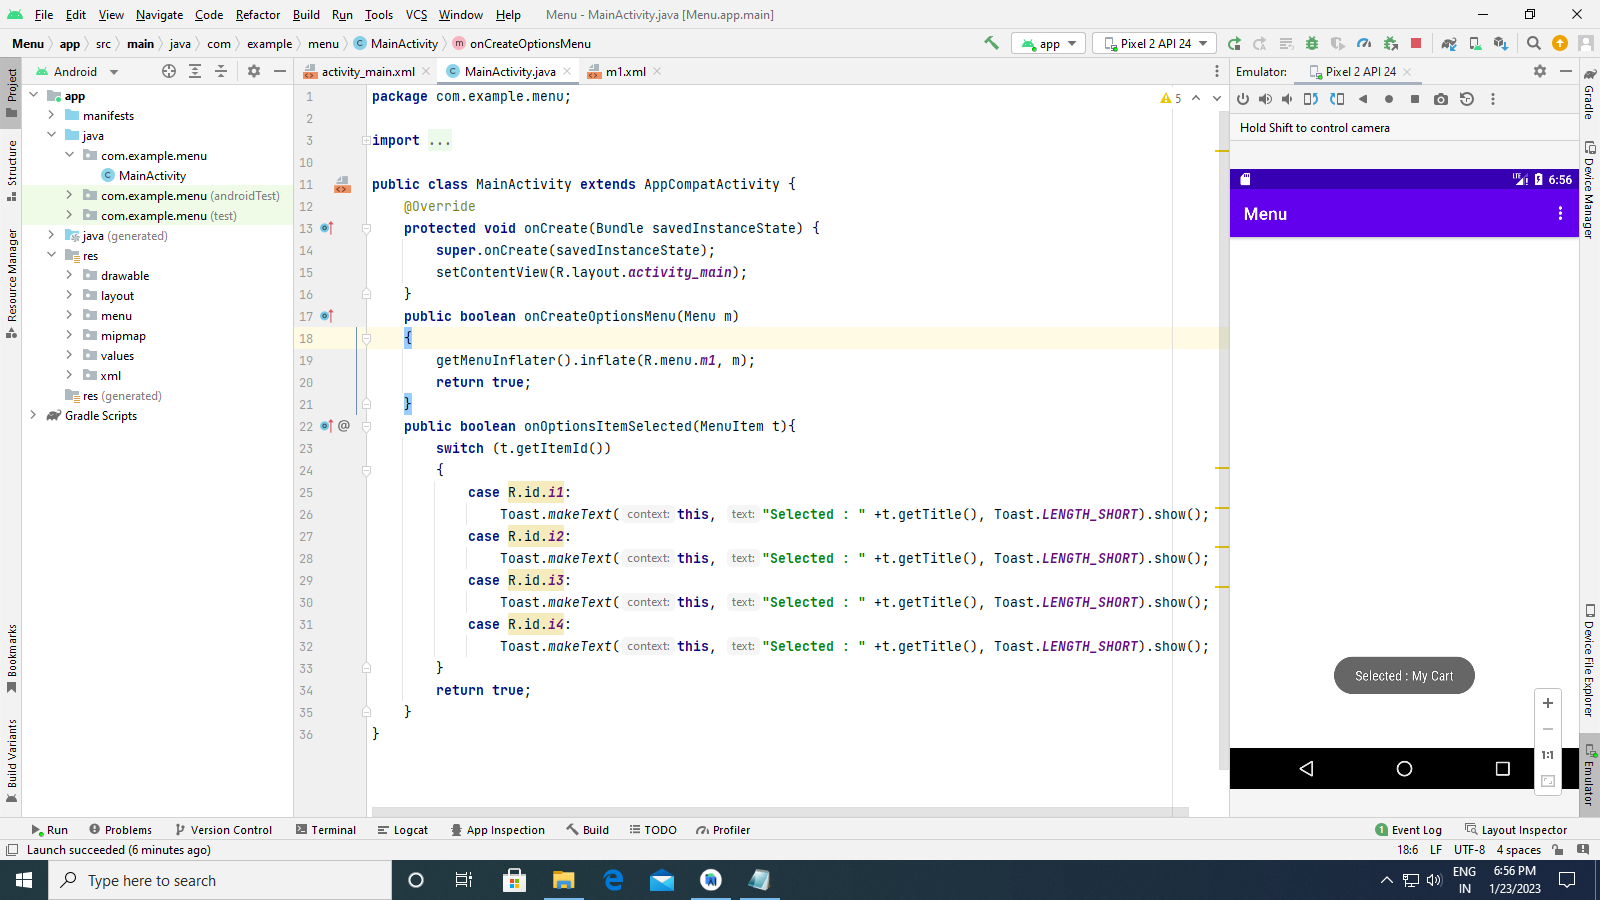 File Edit View Navigate Code Refactor Build Run Tools VCS Window Help Menu - MainActivity.java [Menu.app.main]
Menu app src main java com example menu MainActivity onCreateOptionsMenu app Pixel 2 API 24
Android activity_main.xml MainActivity.java m1.xml Emulator: Pixel 2 API 24
Project
Structure
Resource Manager
Bookmarks
Build Variants
app
manifests
java
com.example.menu
MainActivity
com.example.menu (androidTest)
com.example.menu (test)
java (generated)
res
drawable
layout
menu
mipmap
values
xml
res (generated)
Gradle Scripts
5
1 package com.example.menu;
2
3 import ...
10
11 public class MainActivity extends AppCompatActivity {
12 @Override
13 protected void onCreate(Bundle savedInstanceState) {
14 super.onCreate(savedInstanceState);
15 setContentView(R.layout.activity_main);
16 }
17 public boolean onCreateOptionsMenu(Menu m)
18 {
19 getMenuInflater().inflate(R.menu.m1, m);
20 return true;
21 }
22 @ public boolean onOptionsItemSelected(MenuItem t){
23 switch (t.getItemId())
24 {
25 case R.id.i1:
26 Toast.makeText( context: this, text: "Selected : " +t.getTitle(), Toast.LENGTH_SHORT).show();
27 case R.id.i2:
28 Toast.makeText( context: this, text: "Selected : " +t.getTitle(), Toast.LENGTH_SHORT).show();
29 case R.id.i3:
30 Toast.makeText( context: this, text: "Selected : " +t.getTitle(), Toast.LENGTH_SHORT).show();
31 case R.id.i4:
32 Toast.makeText( context: this, text: "Selected : " +t.getTitle(), Toast.LENGTH_SHORT).show();
33 }
34 return true;
35 }
36 }
Hold Shift to control camera
LTE 6:56
Menu
Selected : My Cart
1:1
Gradle
Device Manager
Device File Explorer
Emulator
Run Problems Version Control Terminal Logcat App Inspection Build TODO Profiler 1 Event Log Layout Inspector
Launch succeeded (6 minutes ago) 18:6 LF UTF-8 4 spaces
Type here to search
ENG
IN
6:56 PM
1/23/2023